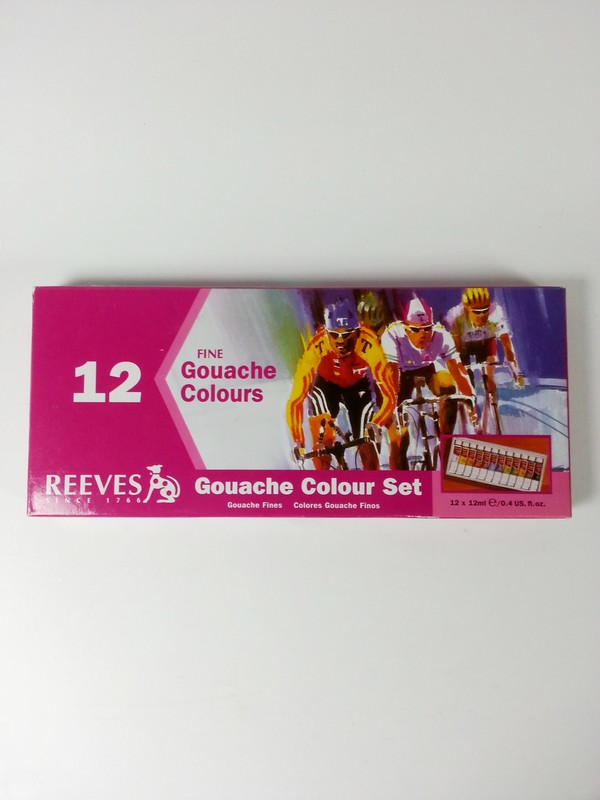 12
FINE
Gouache
Colours
REEVES
SINCE 1766
Gouache Colour Set
Gouache Fines Colores Gouache Finos
12 x 12ml ℮/0.4 US. fl.oz.